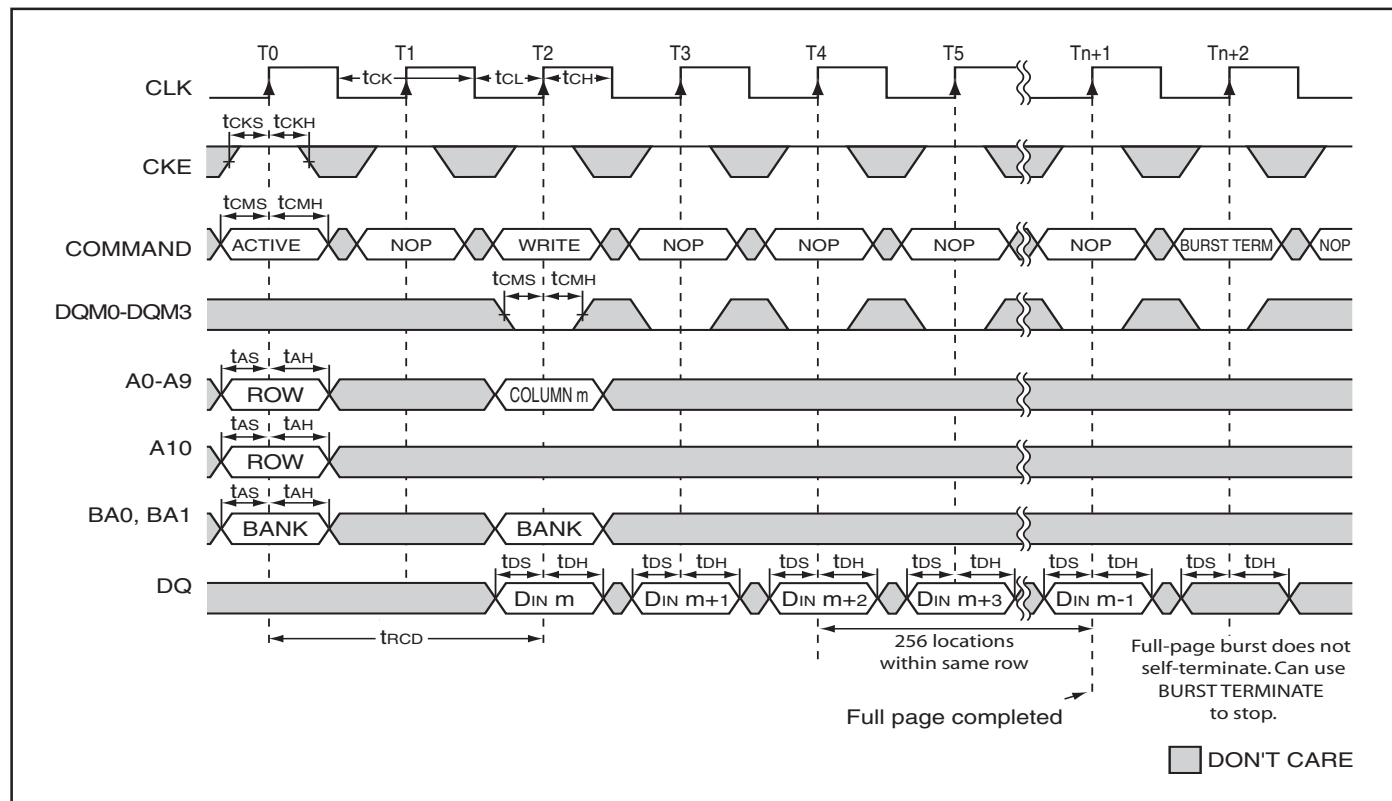 T0 T1 T2 T3 T4 T5 Tn+1 Tn+2
CLK tCK tCL tCH
tCKS tCKH
CKE
tCMS tCMH
COMMAND ACTIVE NOP WRITE NOP NOP NOP NOP BURST TERM NOP
tCMS tCMH
DQM0-DQM3
tAS tAH
A0-A9 ROW COLUMN m
tAS tAH
A10 ROW
tAS tAH
BA0, BA1 BANK BANK
tDS tDH tDS tDH tDS tDH tDS tDH tDS tDH tDS tDH
DQ DIN m DIN m+1 DIN m+2 DIN m+3 DIN m-1
tRCD
256 locations
within same row
Full page completed
Full-page burst does not
self-terminate. Can use
BURST TERMINATE
to stop.
DON'T CARE